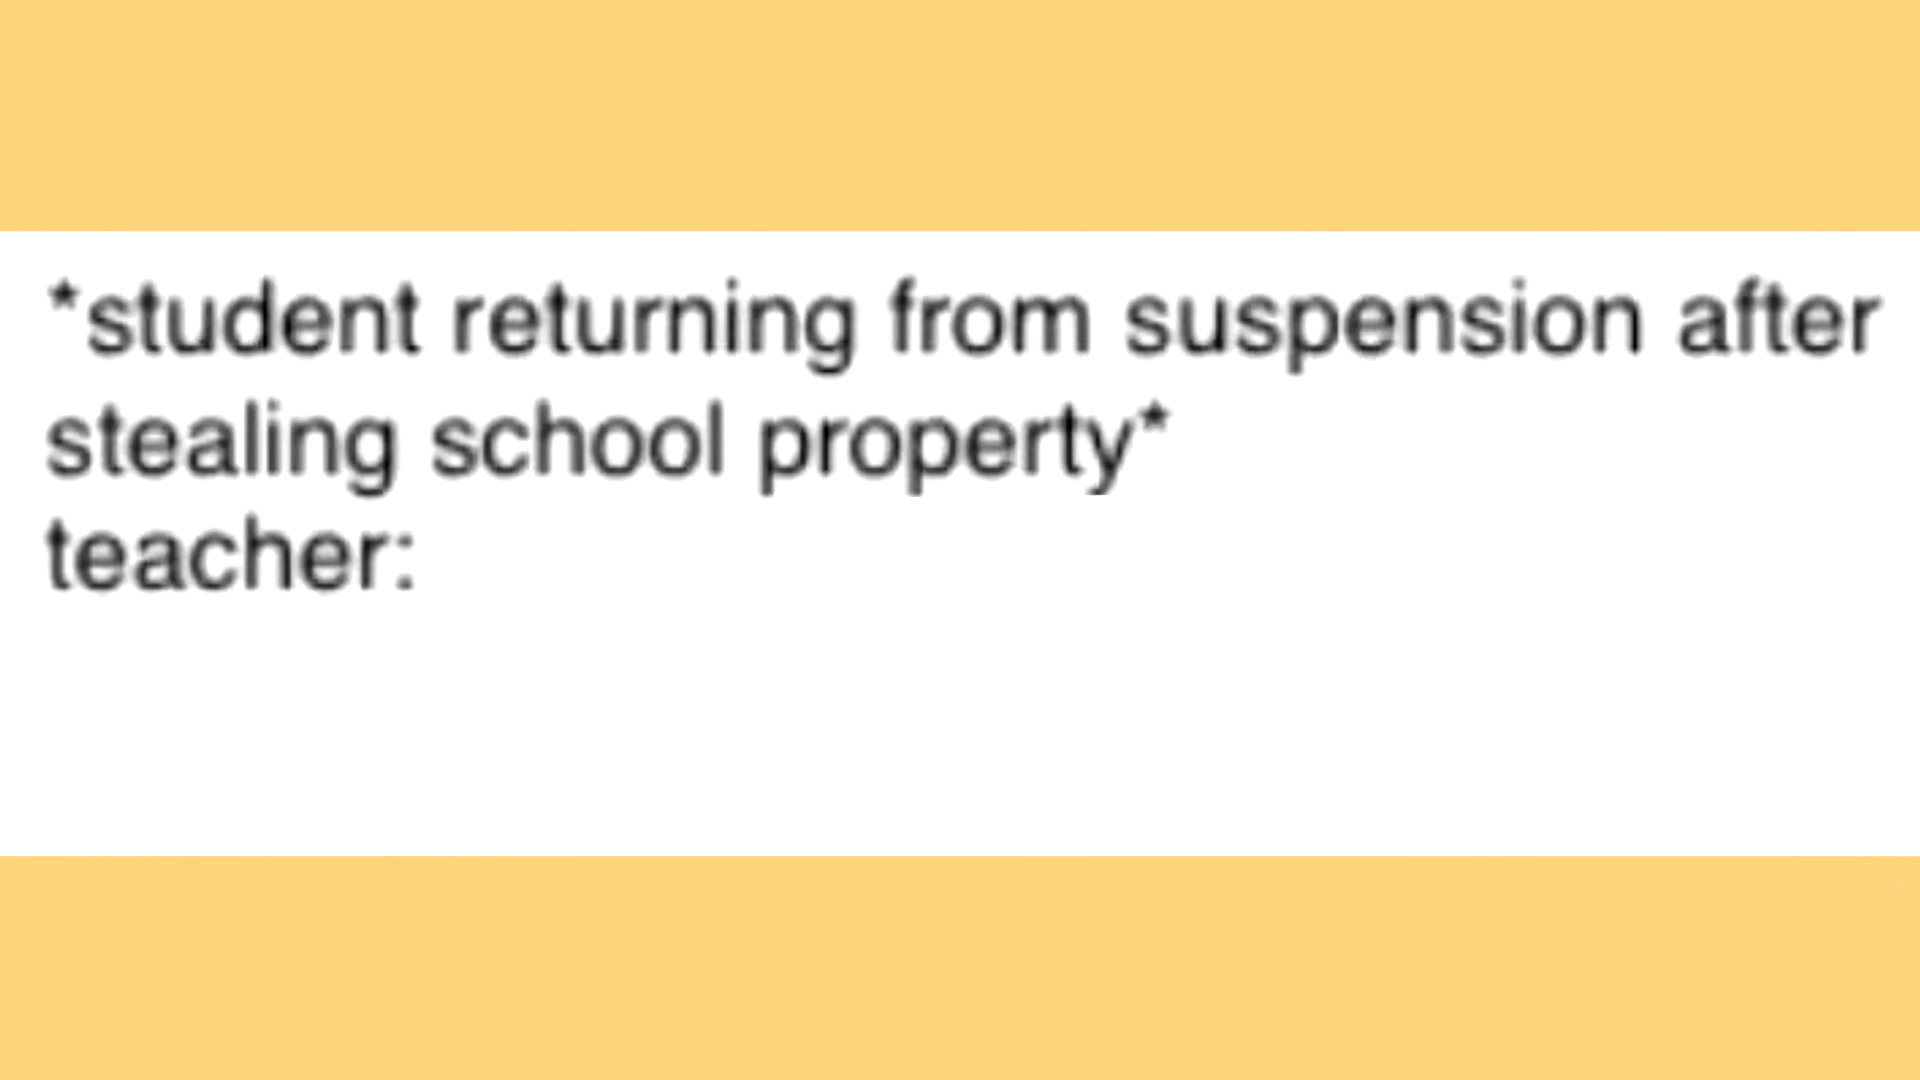 *student returning from suspension after
stealing school property*
teacher: